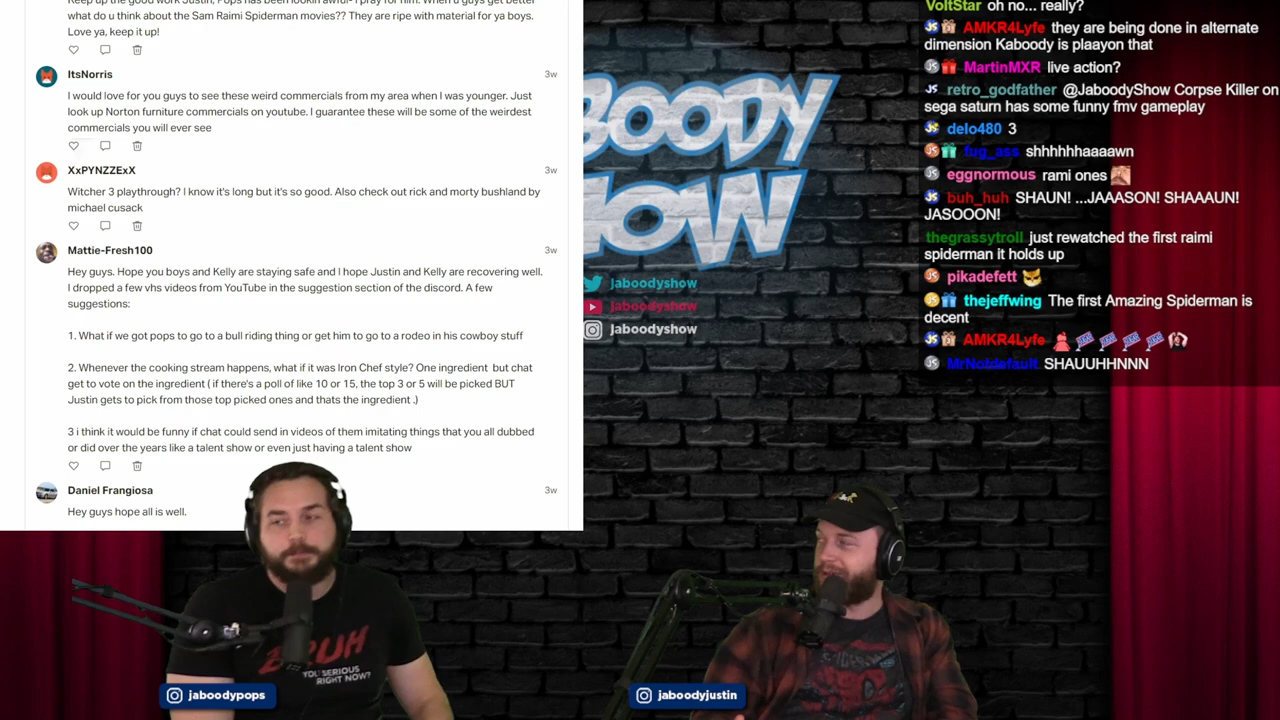 Keep up the good work Justin, Pops has been lookin awful- I pray for him. When u guys get better
what do u think about the Sam Raimi Spiderman movies?? They are ripe with material for ya boys.
Love ya, keep it up!
ItsNorris 3w
I would love for you guys to see these weird commercials from my area when I was younger. Just
look up Norton furniture commercials on youtube. I guarantee these will be some of the weirdest
commercials you will ever see
XxPYNZZExX 3w
Witcher 3 playthrough? I know it's long but it's so good. Also check out rick and morty bushland by
michael cusack
Mattie-Fresh100 3w
Hey guys. Hope you boys and Kelly are staying safe and I hope Justin and Kelly are recovering well.
I dropped a few vhs videos from YouTube in the suggestion section of the discord. A few
suggestions:
1. What if we got pops to go to a bull riding thing or get him to go to a rodeo in his cowboy stuff
2. Whenever the cooking stream happens, what if it was Iron Chef style? One ingredient but chat
get to vote on the ingredient ( if there's a poll of like 10 or 15, the top 3 or 5 will be picked BUT
Justin gets to pick from those top picked ones and thats the ingredient .)
3 i think it would be funny if chat could send in videos of them imitating things that you all dubbed
or did over the years like a talent show or even just having a talent show
Daniel Frangiosa 3w
Hey guys hope all is well.
BOODY
HOW
jaboodyshow
jaboodyshow
jaboodyshow
VoltStar oh no... really?
AMKR4Lyfe they are being done in alternate
dimension Kaboody is plaayon that
MartinMXR live action?
retro_godfather @JaboodyShow Corpse Killer on
sega saturn has some funny fmv gameplay
delo480 3
fug_ass shhhhhaaaawn
eggnormous rami ones
buh_huh SHAUN! ...JAAASON! SHAAAUN!
JASOOON!
thegrassytroll just rewatched the first raimi
spiderman it holds up
pikadefett
thejeffwing The first Amazing Spiderman is
decent
AMKR4Lyfe
MrNotdefault SHAUUHHNNN
BRUH
YOU SERIOUS
RIGHT NOW?
jaboodypops
jaboodyjustin